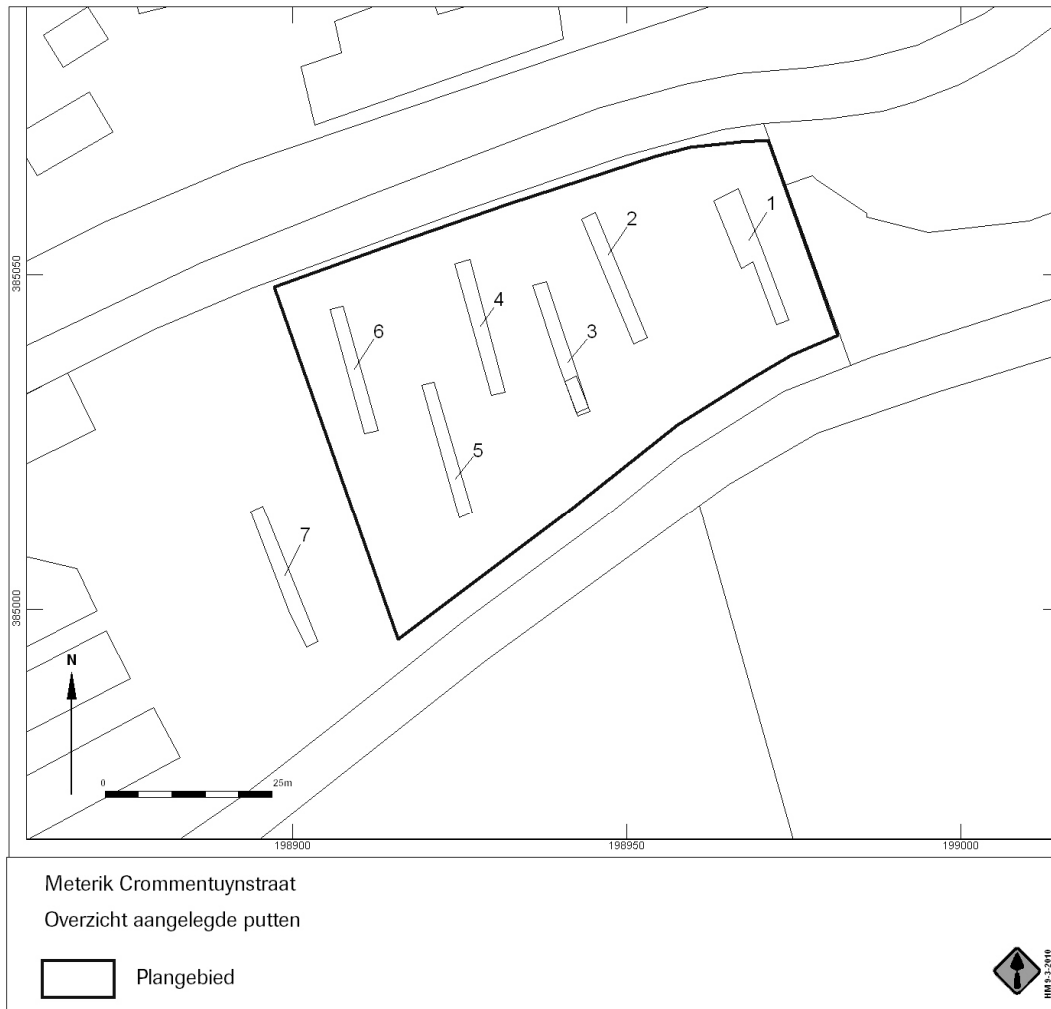 1
2
3
4
5
6
7
385050
385000
N
0
25m
198900
198950
199000
Meterik Crommentuynstraat
Overzicht aangelegde putten
Plangebied
HM 9-3-2010